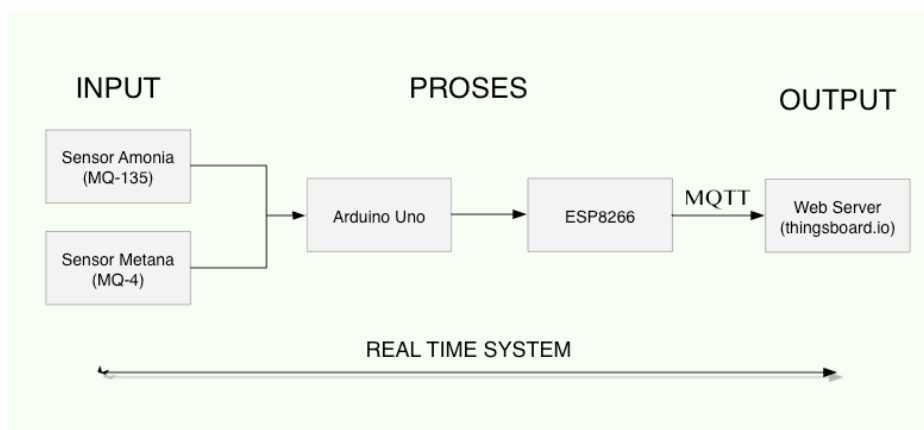 INPUT
PROSES
OUTPUT
Sensor Amonia
(MQ-135)
Sensor Metana
(MQ-4)
Arduino Uno
ESP8266
MQTT
Web Server
(thingsboard.io)
REAL TIME SYSTEM